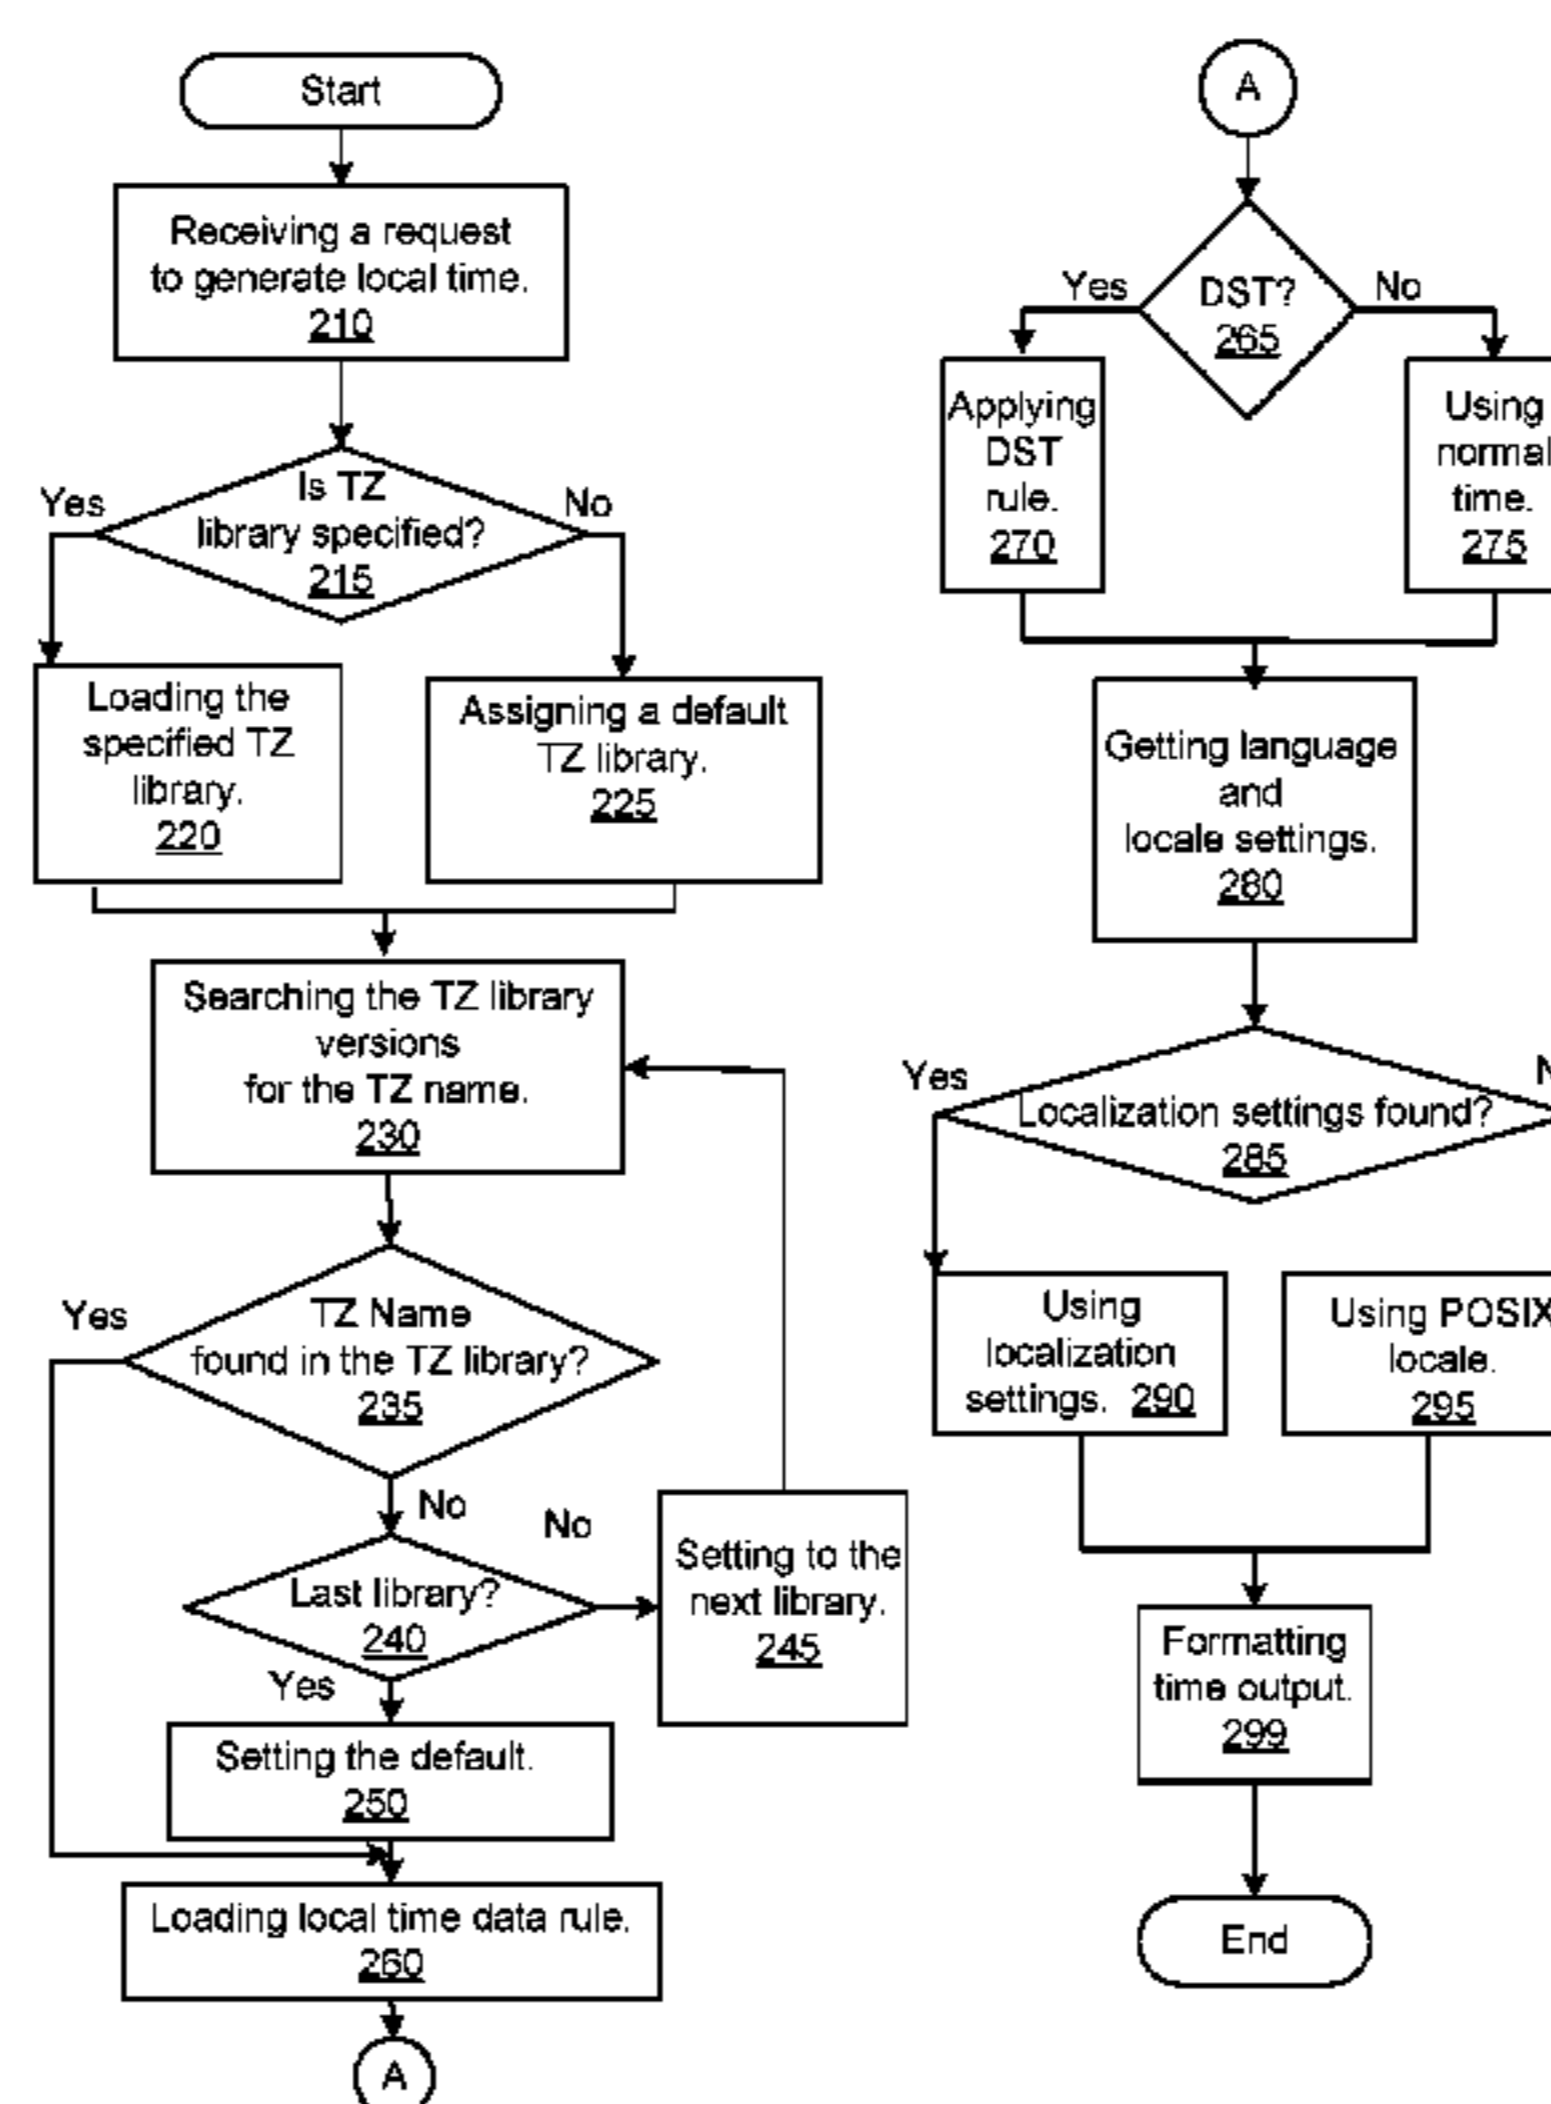 Start
Receiving a request
to generate local time.
210
Yes
Is TZ
library specified?
215
No
Loading the
specified TZ
library.
220
Assigning a default
TZ library.
225
Searching the TZ library
versions
for the TZ name.
230
Yes
TZ Name
found in the TZ library?
235
No
No
Last library?
240
Yes
Setting to the
next library.
245
Setting the default.
250
Loading local time data rule.
260
A
A
Yes
DST?
265
No
Applying
DST
rule.
270
Using
normal
time.
275
Getting language
and
locale settings.
280
Yes
Localization settings found?
285
Using
localization
settings. 290
Using POSIX
locale.
295
Formatting
time output.
299
End